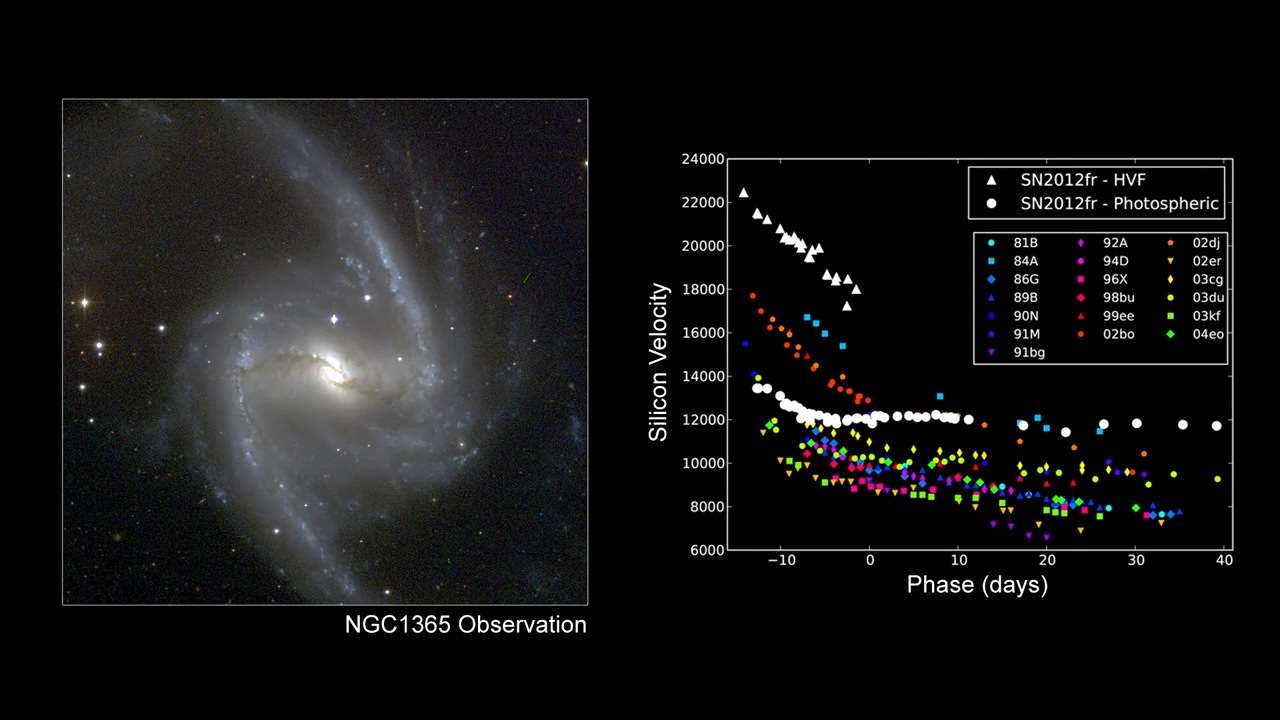 NGC1365 Observation
Silicon Velocity
24000
22000
20000
18000
16000
14000
12000
10000
8000
6000
−10 0 10 20 30 40
Phase (days)
SN2012fr - HVF
SN2012fr - Photospheric
81B 92A 02dj
84A 94D 02er
86G 96X 03cg
89B 98bu 03du
90N 99ee 03kf
91M 02bo 04eo
91bg